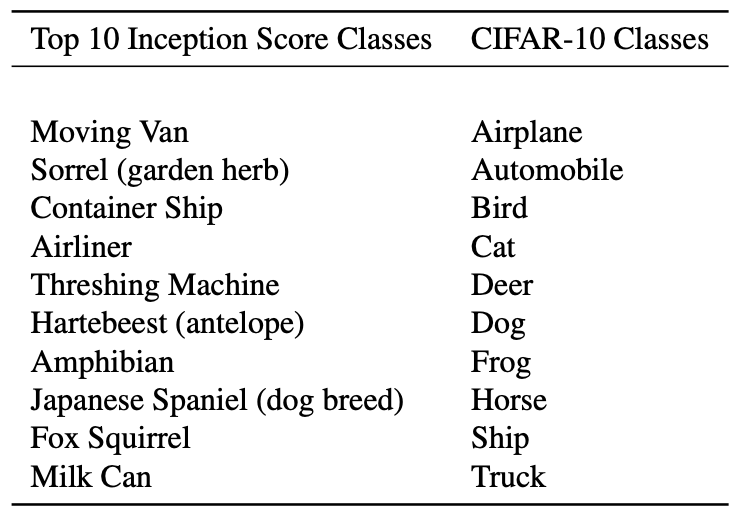 Top 10 Inception Score Classes CIFAR-10 Classes
Moving Van Airplane
Sorrel (garden herb) Automobile
Container Ship Bird
Airliner Cat
Threshing Machine Deer
Hartebeest (antelope) Dog
Amphibian Frog
Japanese Spaniel (dog breed) Horse
Fox Squirrel Ship
Milk Can Truck